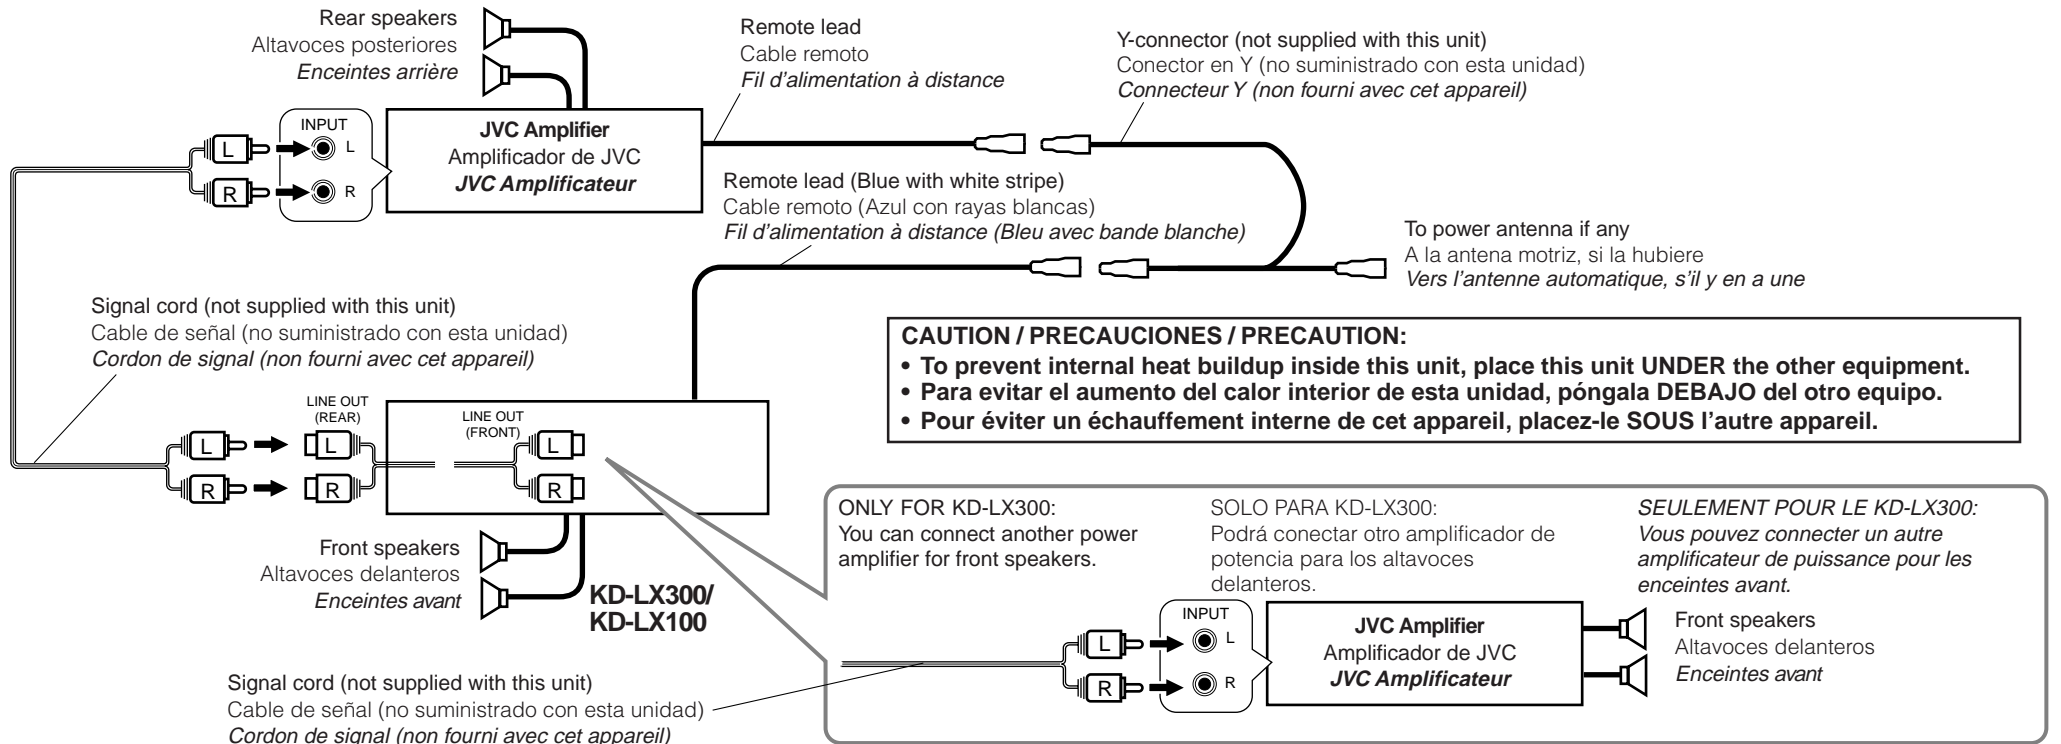 Rear speakers
Altavoces posteriores
Enceintes arrière
Remote lead
Cable remoto
Fil d'alimentation à distance
Y-connector (not supplied with this unit)
Conector en Y (no suministrado con esta unidad)
Connecteur Y (non fourni avec cet appareil)
INPUT
L
L
R
R
JVC Amplifier
Amplificador de JVC
JVC Amplificateur
Remote lead (Blue with white stripe)
Cable remoto (Azul con rayas blancas)
Fil d'alimentation à distance (Bleu avec bande blanche)
To power antenna if any
A la antena motriz, si la hubiere
Vers l'antenne automatique, s'il y en a une
Signal cord (not supplied with this unit)
Cable de señal (no suministrado con esta unidad)
Cordon de signal (non fourni avec cet appareil)
CAUTION / PRECAUCIONES / PRECAUTION:
• To prevent internal heat buildup inside this unit, place this unit UNDER the other equipment.
• Para evitar el aumento del calor interior de esta unidad, póngala DEBAJO del otro equipo.
• Pour éviter un échauffement interne de cet appareil, placez-le SOUS l'autre appareil.
LINE OUT
(REAR)
LINE OUT
(FRONT)
L
L
L
R
R
R
Front speakers
Altavoces delanteros
Enceintes avant
KD-LX300/
KD-LX100
ONLY FOR KD-LX300:
You can connect another power
amplifier for front speakers.
SOLO PARA KD-LX300:
Podrá conectar otro amplificador de
potencia para los altavoces
delanteros.
SEULEMENT POUR LE KD-LX300:
Vous pouvez connecter un autre
amplificateur de puissance pour les
enceintes avant.
INPUT
L
L
R
R
JVC Amplifier
Amplificador de JVC
JVC Amplificateur
Front speakers
Altavoces delanteros
Enceintes avant
Signal cord (not supplied with this unit)
Cable de señal (no suministrado con esta unidad)
Cordon de signal (non fourni avec cet appareil)